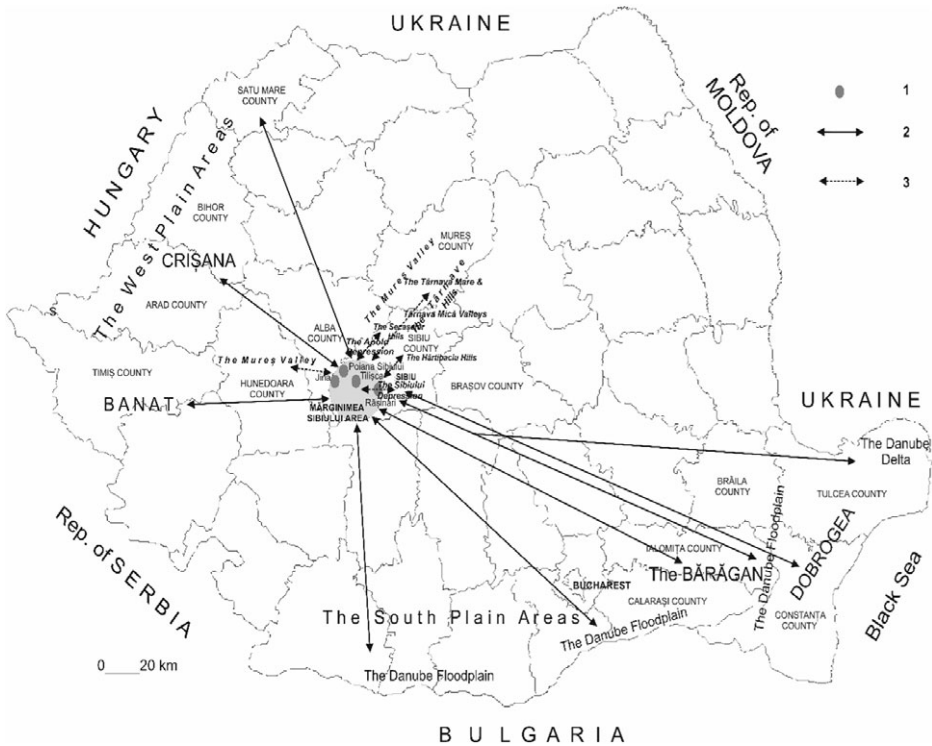 UKRAINE
Rep. of
MOLDOVA
1
2
3
HUNGARY
The West Plain Areas
SATU MARE
COUNTY
BIHOR
COUNTY
CRIȘANA
ARAD COUNTY
MUREȘ
COUNTY
The Mureș Valley
The Târnave
Hills
The Târnava Mare &
Târnava Mică Valleys
ALBA
COUNTY
The Secașelor
Hills
The Apold
Depression
SIBIU
COUNTY
The Hârtibaciu Hills
The Mureș Valley
TIMIȘ COUNTY
HUNEDOARA
COUNTY
Jina
Poiana Sibiului
Tilișca
SIBIU
The Sibiului
Depression
Rășinari
BRAȘOV COUNTY
BANAT
MĂRGINIMEA
SIBIULUI AREA
UKRAINE
The Danube
Delta
BRĂILA
COUNTY
TULCEA COUNTY
Rep. of SERBIA
IALOMIȚA COUNTY
The BĂRĂGAN
The Danube Floodplain
DOBROGEA
BUCHAREST
CALARAȘI COUNTY
CONSTANȚA
COUNTY
Black Sea
The South Plain Areas
The Danube Floodplain
0 20 km
The Danube Floodplain
BULGARIA